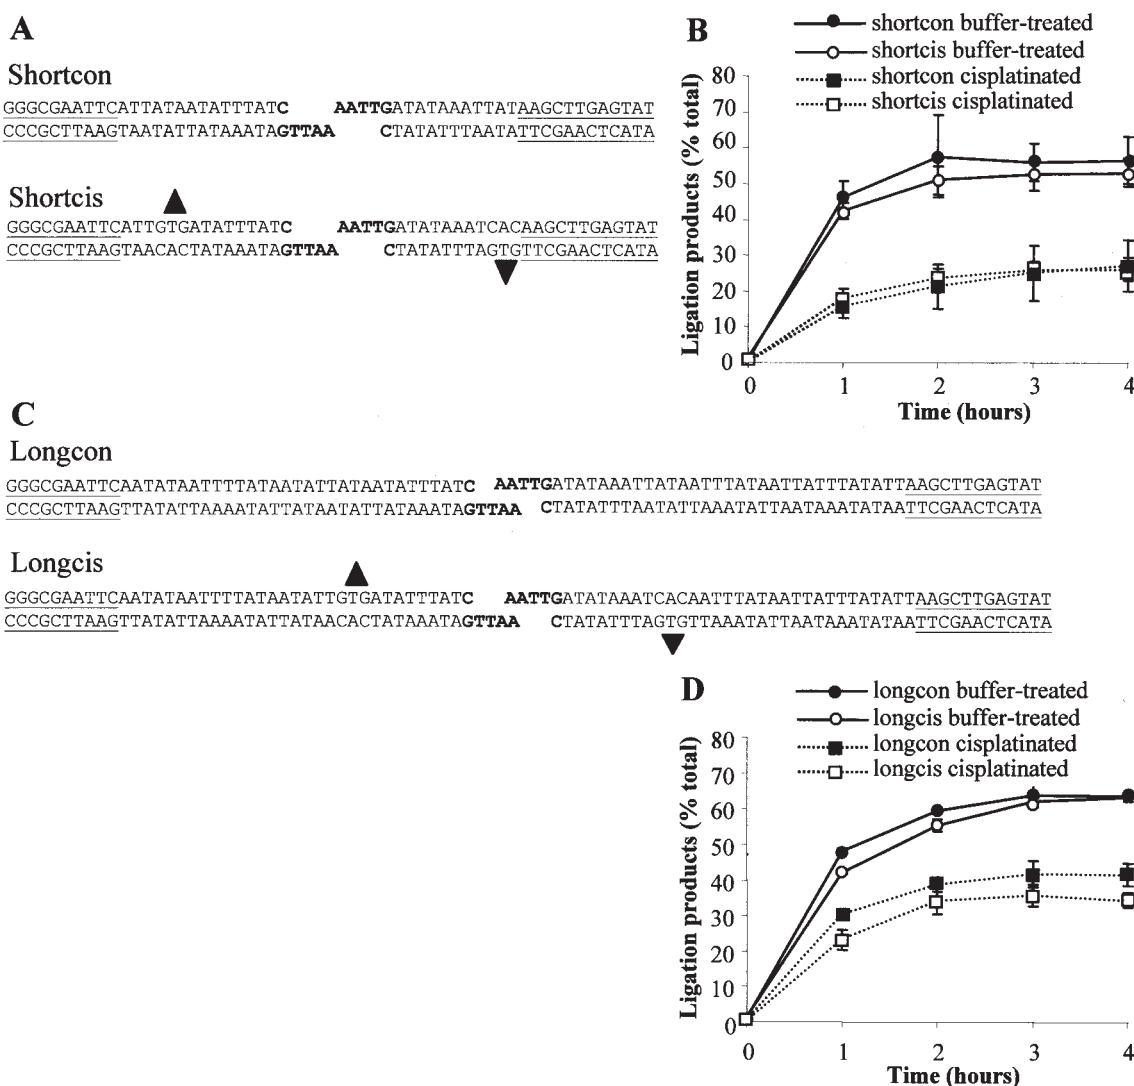 A
Shortcon
GGGCGAATTCATTATAATATTTATC AATTGATATAAATTATAAGCTTGAGTAT
CCCGCTTAAGTAATATTATAAATAGTTAA CTATATTTAATATTCGAACTCATA
Shortcis
GGGCGAATTCATTGTGATATTTATC AATTGATATAAATCACAAGCTTGAGTAT
CCCGCTTAAGTAACACTATAAATAGTTAA CTATATTTAGTGTTCGAACTCATA
B
shortcon buffer-treated
shortcis buffer-treated
shortcon cisplatinated
shortcis cisplatinated
Ligation products (% total)
80
70
60
50
40
30
20
10
0
0 1 2 3 4
Time (hours)
C
Longcon
GGGCGAATTCAATATAATTTTATAATATTATAATATTTATC AATTGATATAAATTATAATTTATAATTATTTATATTAAGCTTGAGTAT
CCCGCTTAAGTTATATTAAAATATTATAATATTATAAATAGTTAA CTATATTTAATATTAAATATTAATAAATATAATTCGAACTCATA
Longcis
GGGCGAATTCAATATAATTTTATAATATTGTGATATTTATC AATTGATATAAATCACAATTTATAATTATTTATATTAAGCTTGAGTAT
CCCGCTTAAGTTATATTAAAATATTATAACACTATAAATAGTTAA CTATATTTAGTGTTAAATATTAATAAATATAATTCGAACTCATA
D
longcon buffer-treated
longcis buffer-treated
longcon cisplatinated
longcis cisplatinated
Ligation products (% total)
80
70
60
50
40
30
20
10
0
0 1 2 3 4
Time (hours)